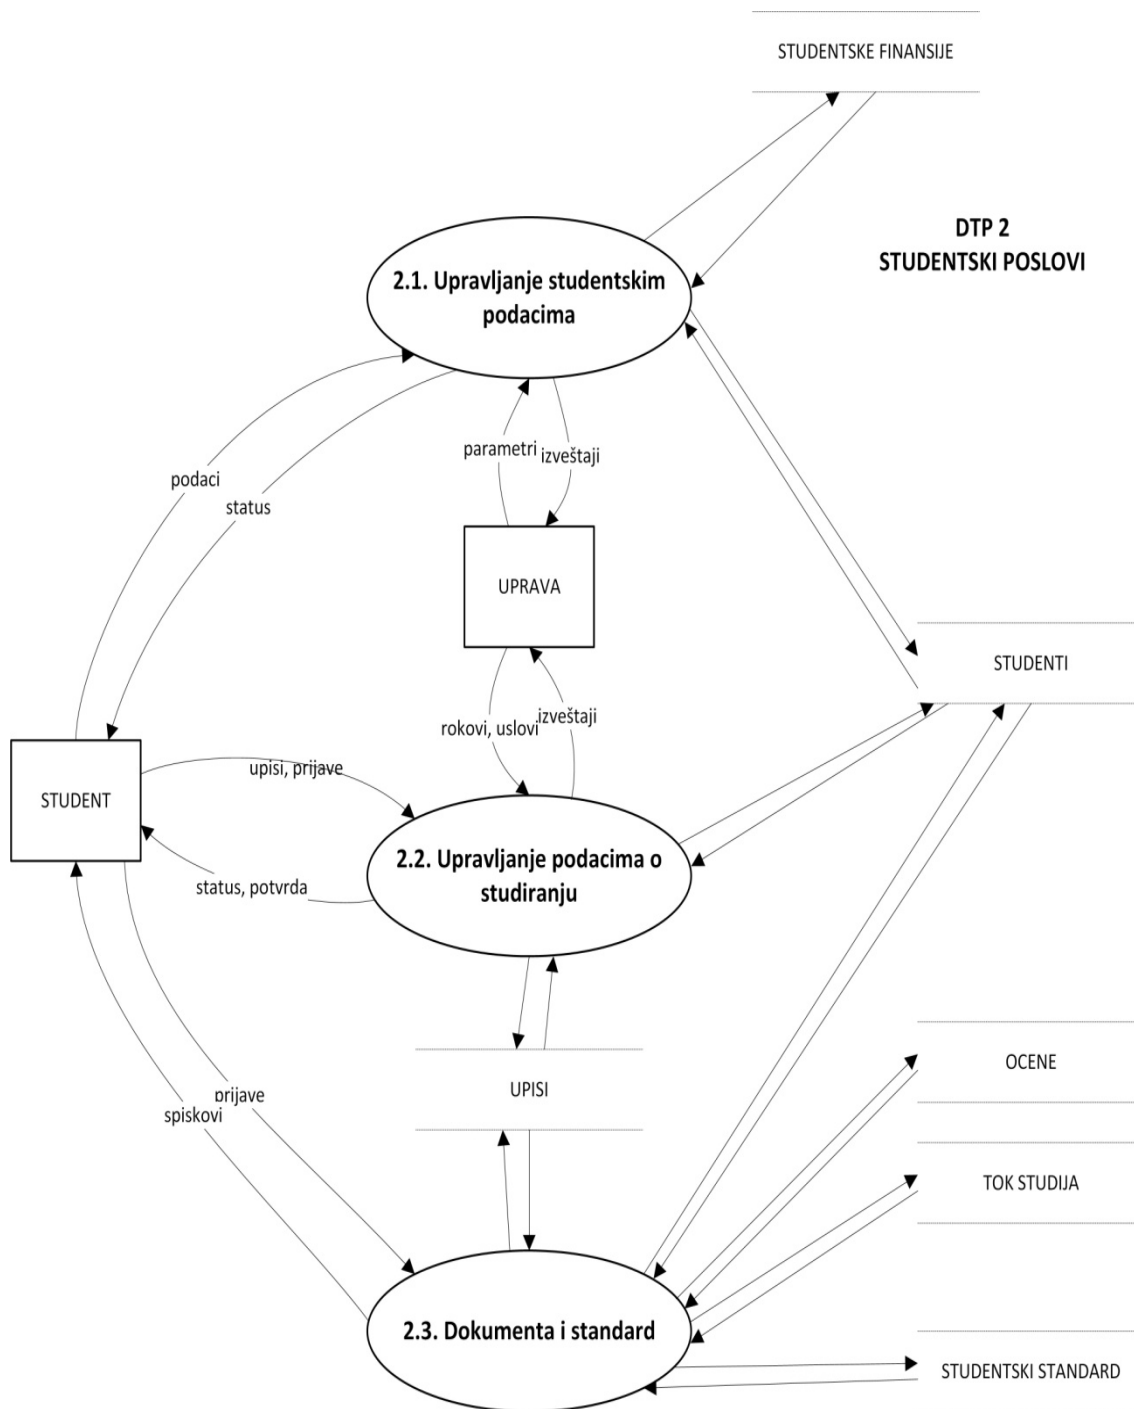 STUDENTSKE FINANSIJE
DTP 2
STUDENTSKI POSLOVI
2.1. Upravljanje studentskim
podacima
parametri
izveštaji
podaci
status
UPRAVA
STUDENTI
rokovi, uslovi
izveštaji
upisi, prijave
STUDENT
2.2. Upravljanje podacima o
studiranju
status, potvrda
OCENE
UPISI
prijave
spiskovi
TOK STUDIJA
2.3. Dokumenta i standard
STUDENTSKI STANDARD